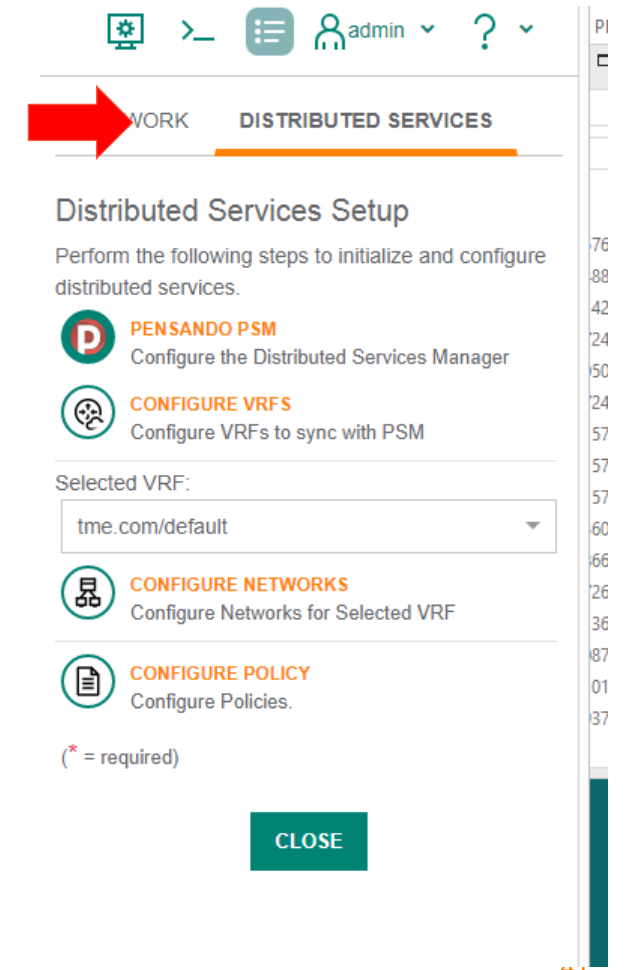 admin
?
WORK DISTRIBUTED SERVICES
Distributed Services Setup
Perform the following steps to initialize and configure
distributed services.
PENSANDO PSM
Configure the Distributed Services Manager
CONFIGURE VRFS
Configure VRFs to sync with PSM
Selected VRF:
tme.com/default
CONFIGURE NETWORKS
Configure Networks for Selected VRF
CONFIGURE POLICY
Configure Policies.
(* = required)
CLOSE